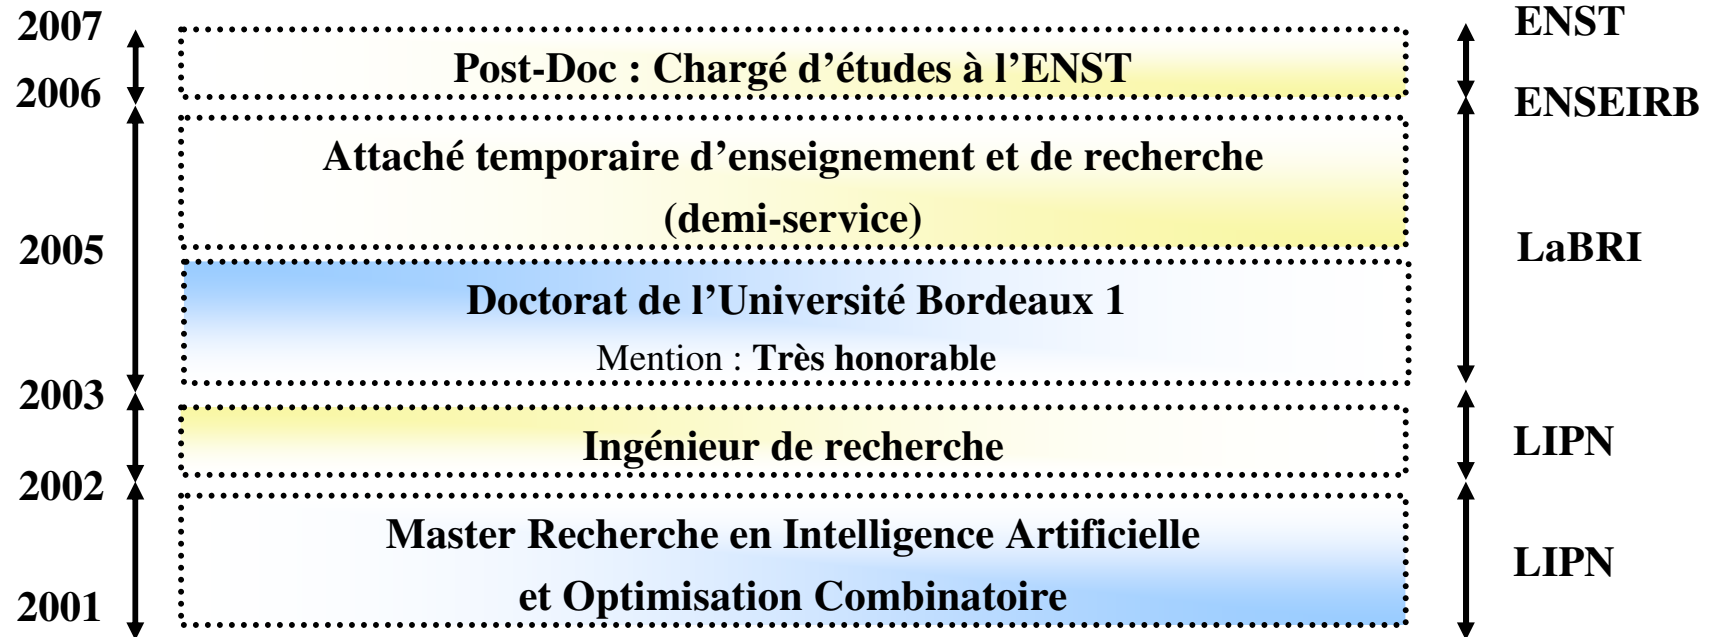 2007
ENST
Post-Doc : Chargé d’études à l’ENST
2006
ENSEIRB
Attaché temporaire d’enseignement et de recherche
(demi-service)
2005
LaBRI
Doctorat de l’Université Bordeaux 1
Mention : Très honorable
2003
Ingénieur de recherche
LIPN
2002
Master Recherche en Intelligence Artificielle
LIPN
et Optimisation Combinatoire
2001